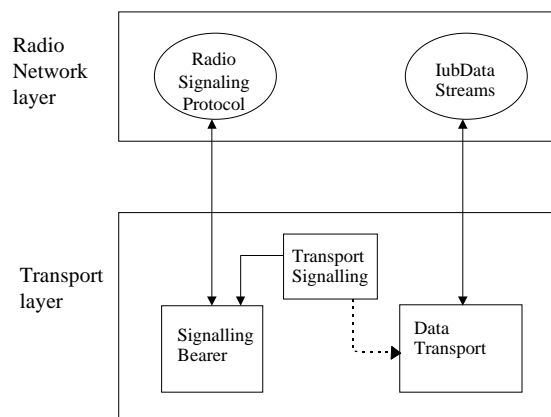 Radio
Network
layer
Radio
Signaling
Protocol
IubData
Streams
Transport
layer
Transport
Signalling
Signalling
Bearer
Data
Transport